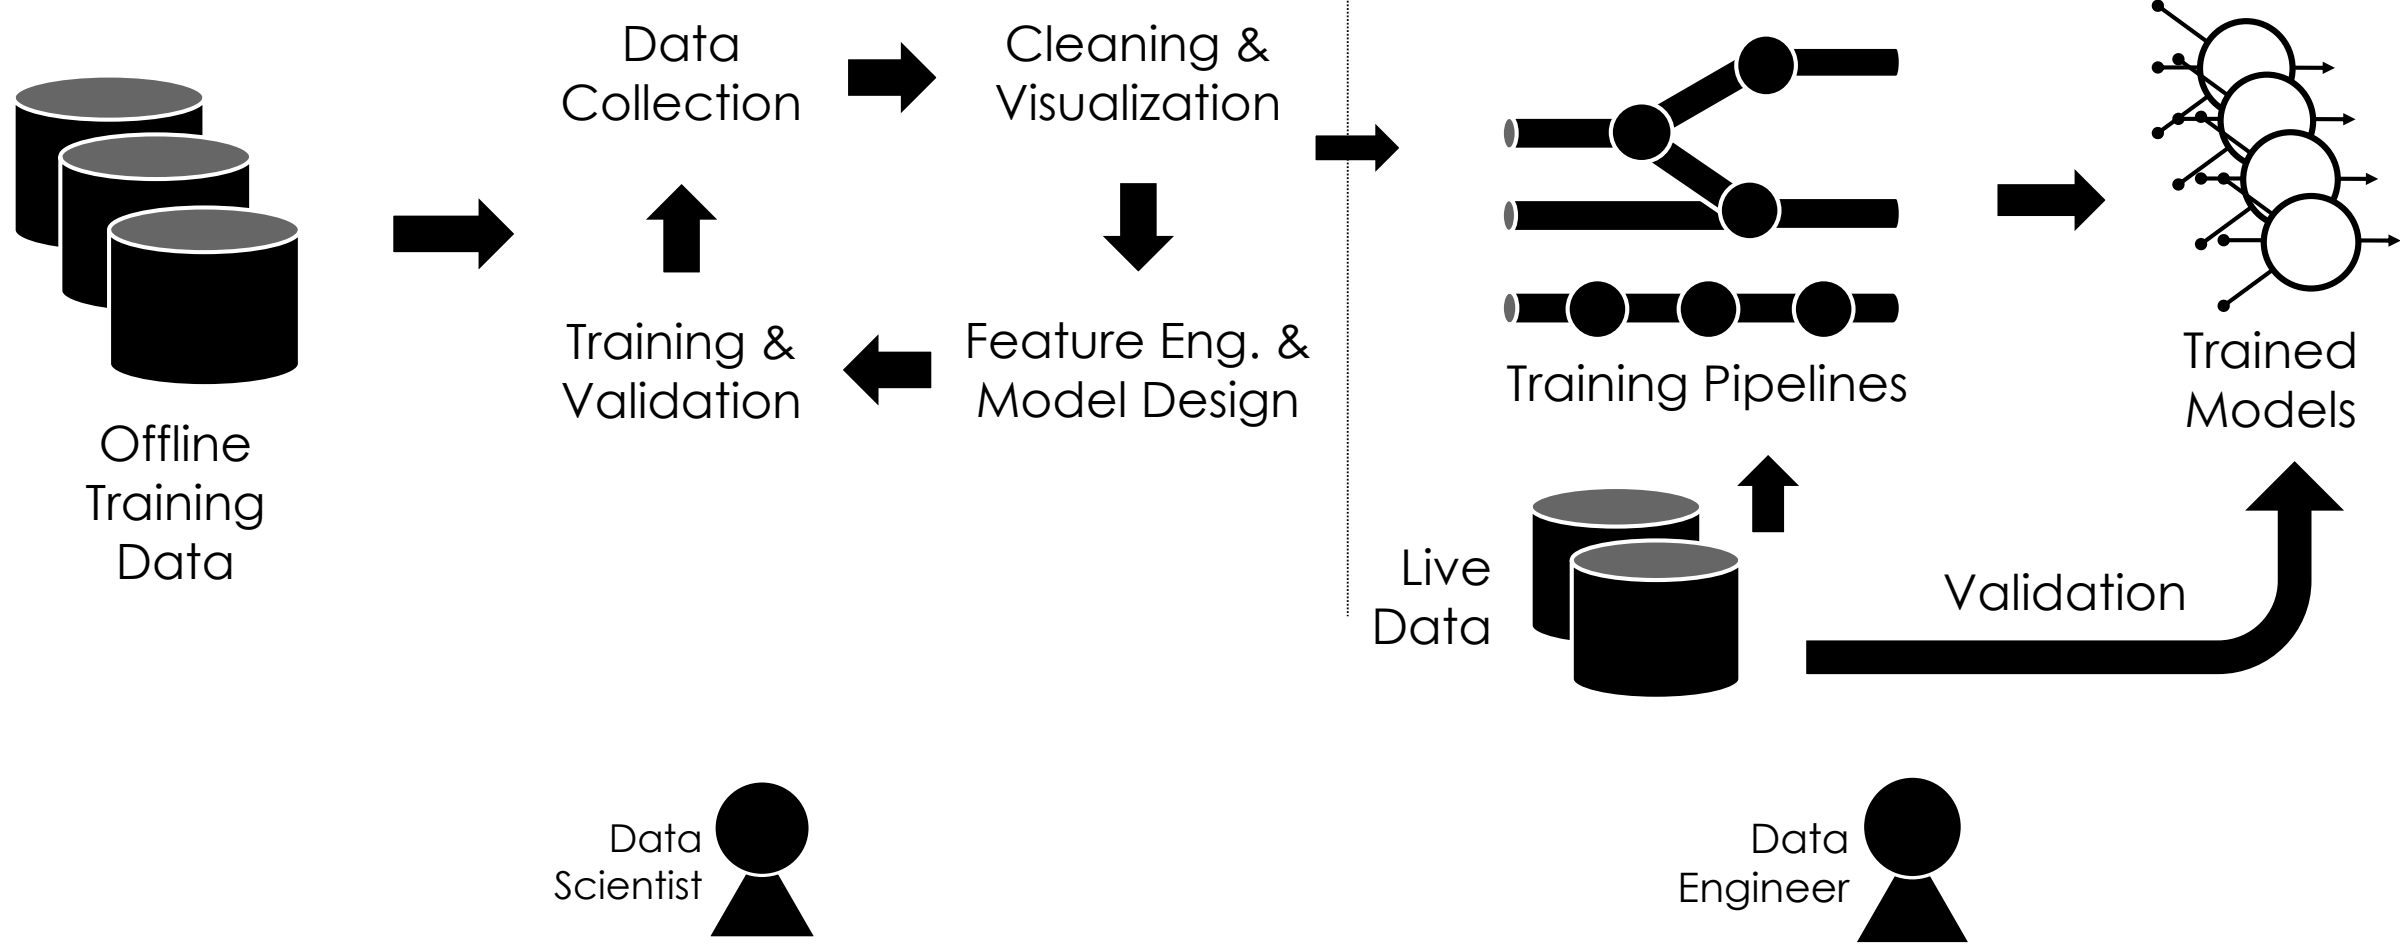 Data
Collection
Cleaning &
Visualization
Training &
Validation
Feature Eng. &
Model Design
Offline
Training
Data
Training Pipelines
Trained
Models
Live
Data
Validation
Data
Scientist
Data
Engineer